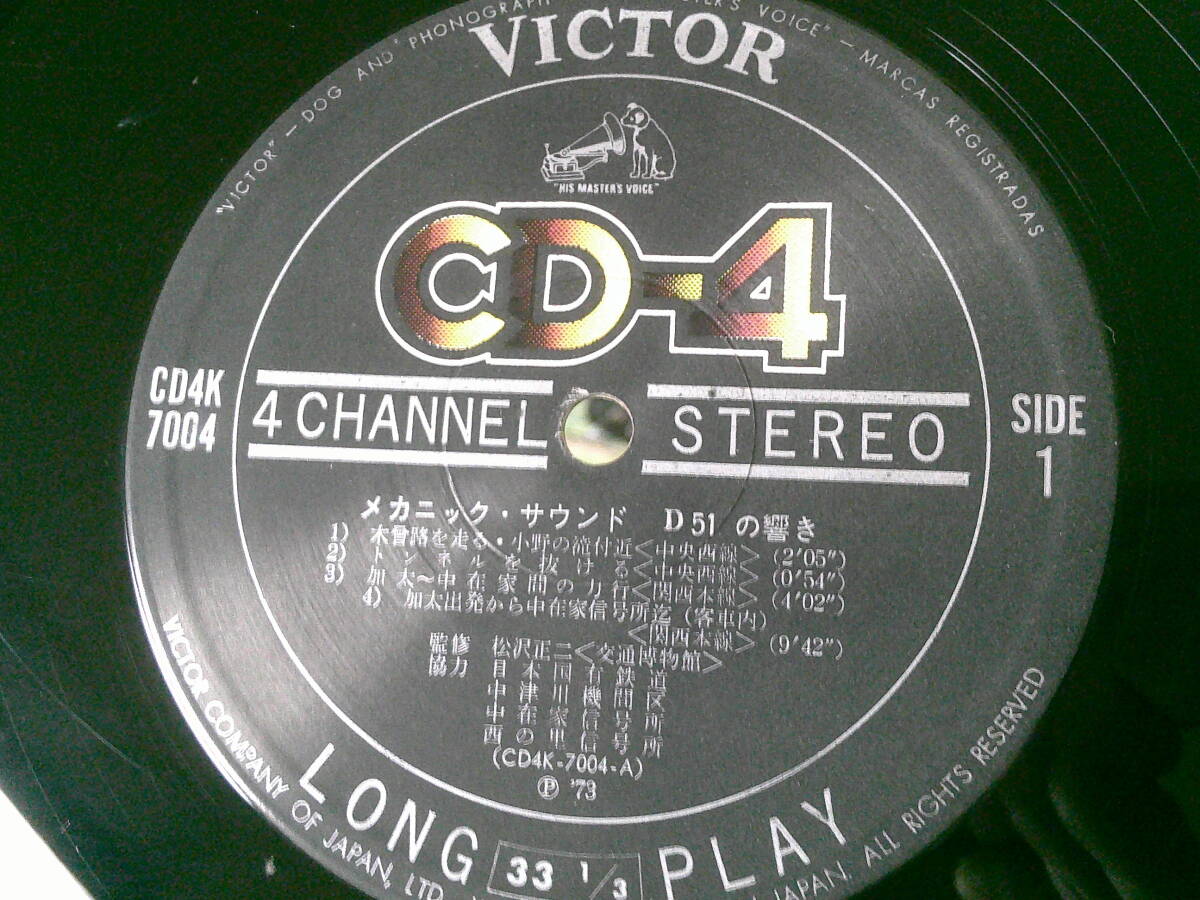 "VICTOR" — DOG AND PHONOGRAPH
VOICE" — MARCAS REGISTRADAS
VICTOR
"HIS MASTER'S VOICE"
CD-4
CD4K
7004
4 CHANNEL STEREO
SIDE
1
メカニック・サウンド D51の響き
1) 木曾路を走る・小野の滝付近<中央西線> (2'05")
2) トンネルを抜ける<中央西線> (0'54")
3) 加太〜中在家間の力行<関西本線> (4'02")
4) 加太出発から中在家信号所迄(客車内)
<関西本線> (9'42")
監修 松沢正二<交通博物館>
協力 日本国有鉄道
中津川機関区
中在家信号所
西の里信号所
(CD4K-7004-A)
Ⓟ '73
LONG PLAY
33 1/3
VICTOR COMPANY OF JAPAN, LTD.
JAPAN. ALL RIGHTS RESERVED